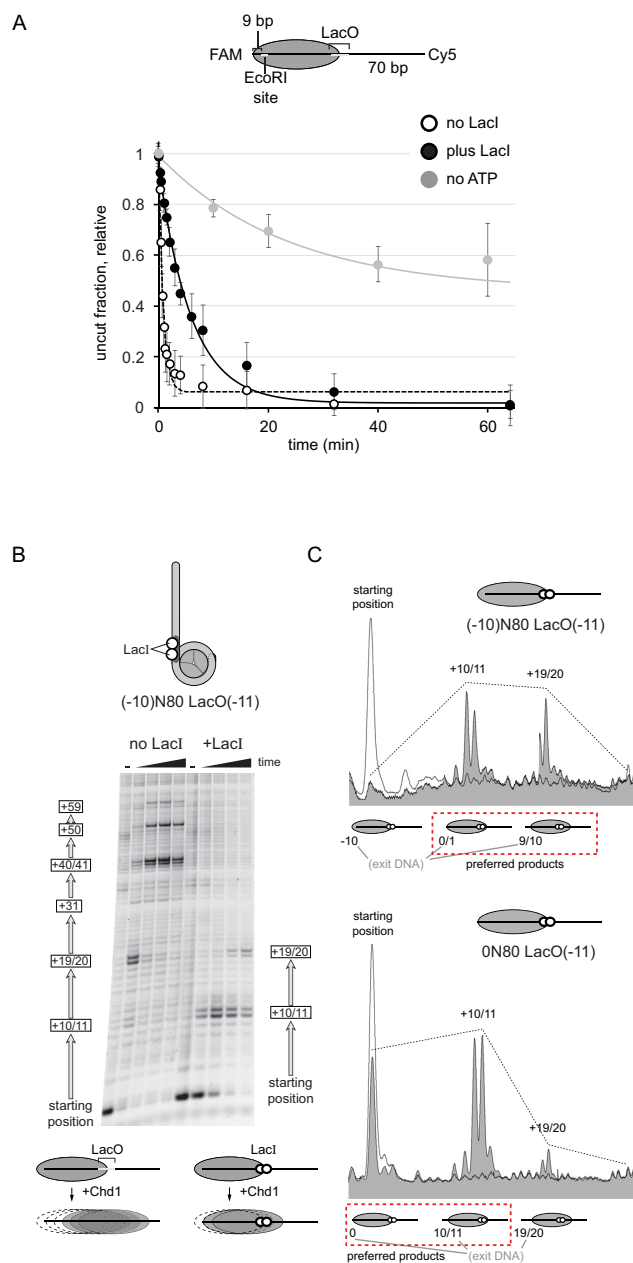 A
9 bp
LacO
FAM
Cy5
EcoRI
site
70 bp
no LacI
plus LacI
no ATP
1
0.8
0.6
0.4
0.2
0
uncut fraction, relative
0
20
40
60
time (min)
B
LacI
(-10)N80 LacO(-11)
no LacI
+LacI
time
-
-
+59
+50
+40/41
+31
+19/20
+10/11
starting
position
+19/20
+10/11
starting
position
LacO
+Chd1
LacI
+Chd1
C
starting
position
(-10)N80 LacO(-11)
+10/11
+19/20
-10
0/1
9/10
(exit DNA)
preferred products
starting
position
0N80 LacO(-11)
+10/11
+19/20
0
10/11
19/20
preferred products
(exit DNA)